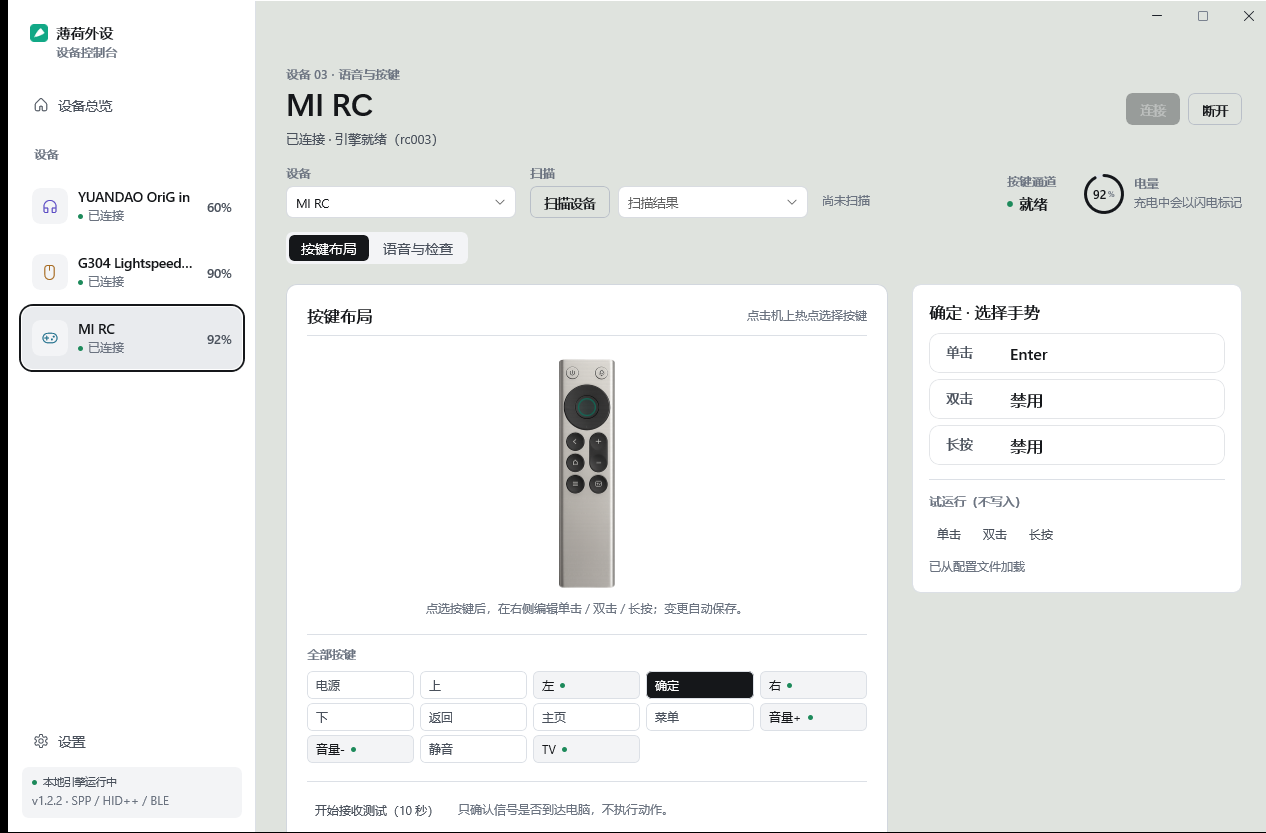 薄荷外设
设备控制台
设备总览
设备
YUANDAO OriG in
已连接
60%
G304 Lightspeed...
已连接
90%
MI RC
已连接
92%
设置
本地引擎运行中
v1.2.2 · SPP / HID++ / BLE
设备 03 · 语音与按键
MI RC
已连接 · 引擎就绪（rc003）
连接
断开
设备
MI RC
扫描
扫描设备
扫描结果
尚未扫描
按键通道
就绪
92%
电量
充电中会以闪电标记
按键布局
语音与检查
按键布局
点击机上热点选择按键
点选按键后，在右侧编辑单击 / 双击 / 长按；变更自动保存。
全部按键
电源
上
左
确定
右
下
返回
主页
菜单
音量+
音量-
静音
TV
开始接收测试（10 秒）
只确认信号是否到达电脑，不执行动作。
确定 · 选择手势
单击 Enter
双击 禁用
长按 禁用
试运行（不写入）
单击 双击 长按
已从配置文件加载